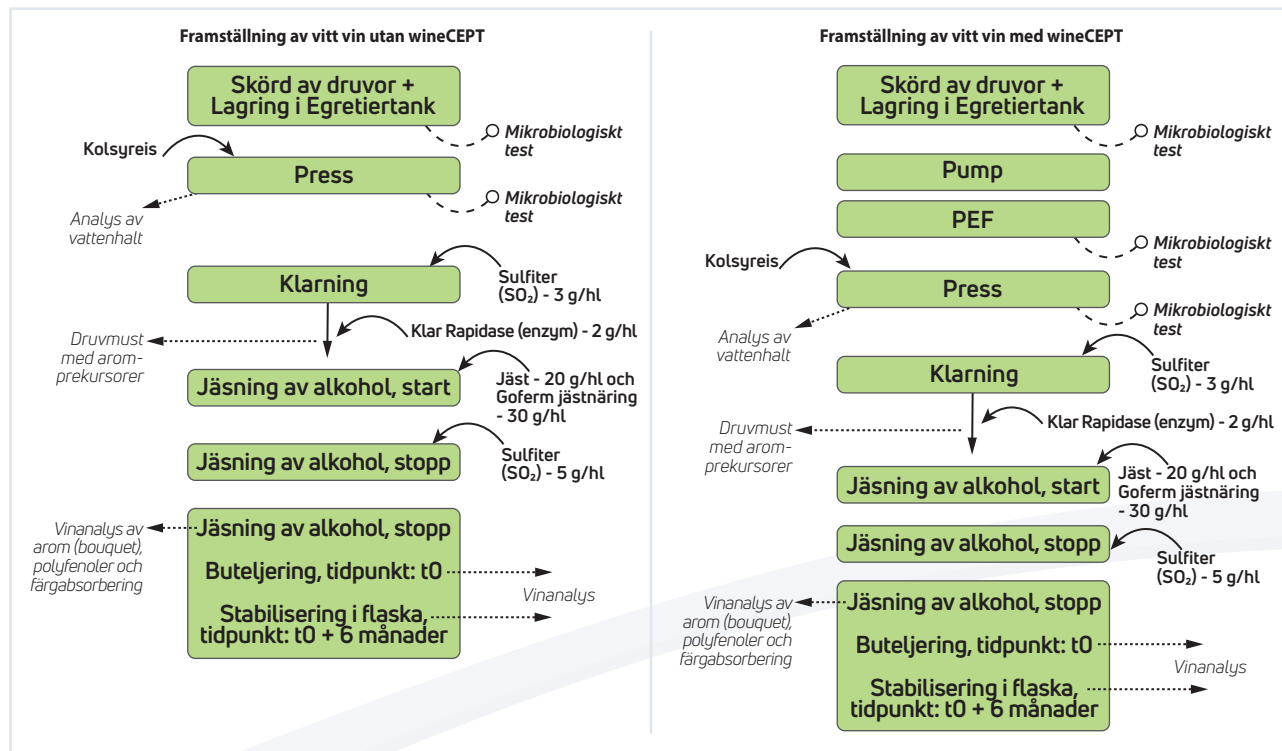 Framställning av vitt vin utan wineCEPT
Skörd av druvor +
Lagring i Egretiertank
Mikrobiologiskt
test
Kolsyreis
Press
Mikrobiologiskt
test
Analys av
vattenhalt
Klarning
Sulfiter
(SO₂) - 3 g/hl
Klar Rapidase (enzym) - 2 g/hl
Druvmust
med arom-
prekursorer
Jäsning av alkohol, start
Jäst - 20 g/hl och
Goferm jästnäring
- 30 g/hl
Jäsning av alkohol, stopp
Sulfiter
(SO₂) - 5 g/hl
Vinanalys av
arom (bouquet),
polyfenoler och
färgabsorbering
Jäsning av alkohol, stopp
Buteljering, tidpunkt: t0
Vinanalys
Stabilisering i flaska,
tidpunkt: t0 + 6 månader
Framställning av vitt vin med wineCEPT
Skörd av druvor +
Lagring i Egretiertank
Mikrobiologiskt
test
Pump
PEF
Mikrobiologiskt
test
Kolsyreis
Press
Mikrobiologiskt
test
Analys av
vattenhalt
Klarning
Sulfiter
(SO₂) - 3 g/hl
Klar Rapidase (enzym) - 2 g/hl
Druvmust
med arom-
prekursorer
Jäsning av alkohol, start
Jäst - 20 g/hl och
Goferm jästnäring
- 30 g/hl
Jäsning av alkohol, stopp
Sulfiter
(SO₂) - 5 g/hl
Vinanalys av
arom (bouquet),
polyfenoler och
färgabsorbering
Jäsning av alkohol, stopp
Buteljering, tidpunkt: t0
Vinanalys
Stabilisering i flaska,
tidpunkt: t0 + 6 månader